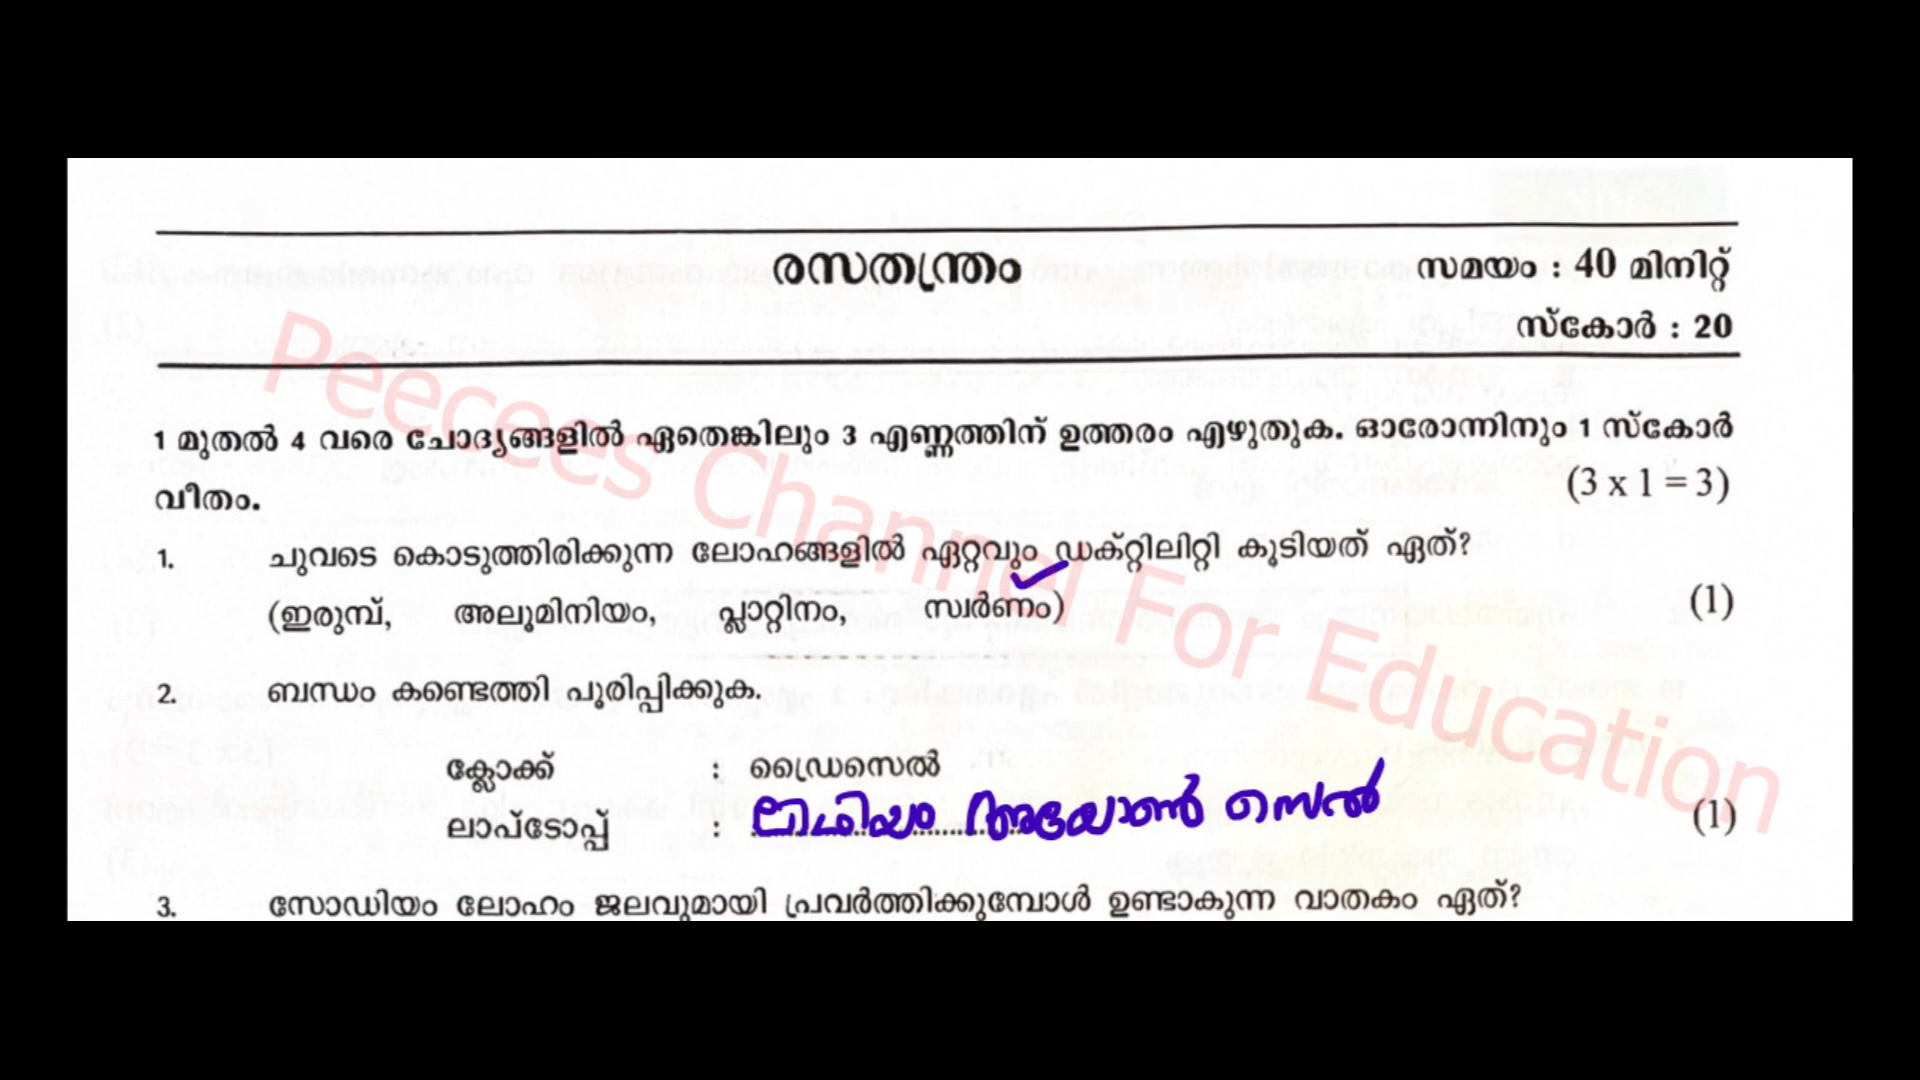 രസതന്ത്രം
സമയം : 40 മിനിറ്റ്
സ്കോർ : 20
1 മുതൽ 4 വരെ ചോദ്യങ്ങളിൽ ഏതെങ്കിലും 3 എണ്ണത്തിന് ഉത്തരം എഴുതുക. ഓരോന്നിനും 1 സ്കോർ
വീതം. (3 x 1 = 3)
1. ചുവടെ കൊടുത്തിരിക്കുന്ന ലോഹങ്ങളിൽ ഏറ്റവും ഡക്റ്റിലിറ്റി കൂടിയത് ഏത്?
(ഇരുമ്പ്, അലൂമിനിയം, പ്ലാറ്റിനം, സ്വർണം) (1)
2. ബന്ധം കണ്ടെത്തി പൂരിപ്പിക്കുക.
ക്ലോക്ക് : ഡ്രൈസെൽ
ലാപ്ടോപ്പ് : ലിഥിയം അയോൺ സെൽ (1)
3. സോഡിയം ലോഹം ജലവുമായി പ്രവർത്തിക്കുമ്പോൾ ഉണ്ടാകുന്ന വാതകം ഏത്?
Peecees Channel For Education